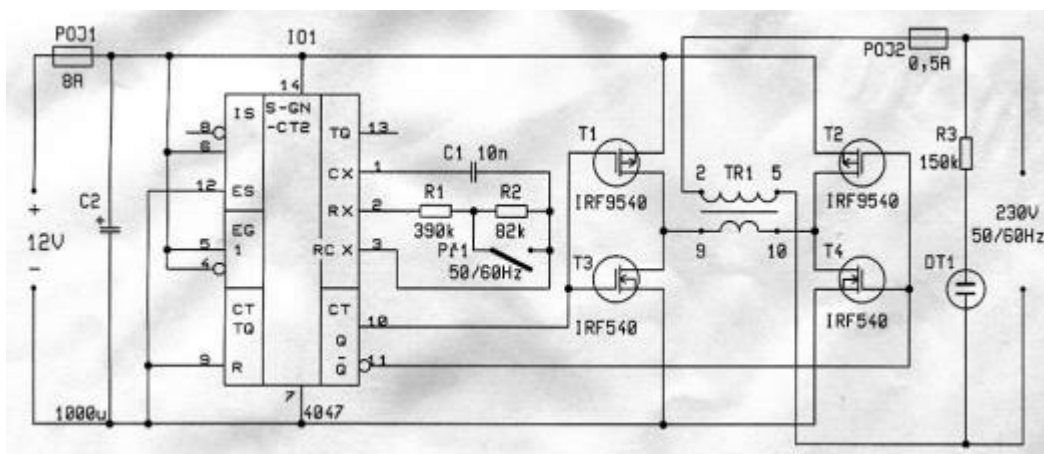 POJ1
8A
C2
+
12V
-
1000u
IO1
14
S-GN
-CT2
IS
8
6
12
ES
EG
1
5
4
CT
TQ
9
R
7
4047
TQ
13
CX
1
RX
2
RC X
3
CT
Q
10
Q
11
C1 10n
R1
390k
R2
82k
50/60Hz
T1
IRF9540
T3
IRF540
2
TR1
5
9
10
T2
IRF9540
T4
IRF540
POJ2
0,5A
R3
150k
DT1
230V
50/60Hz